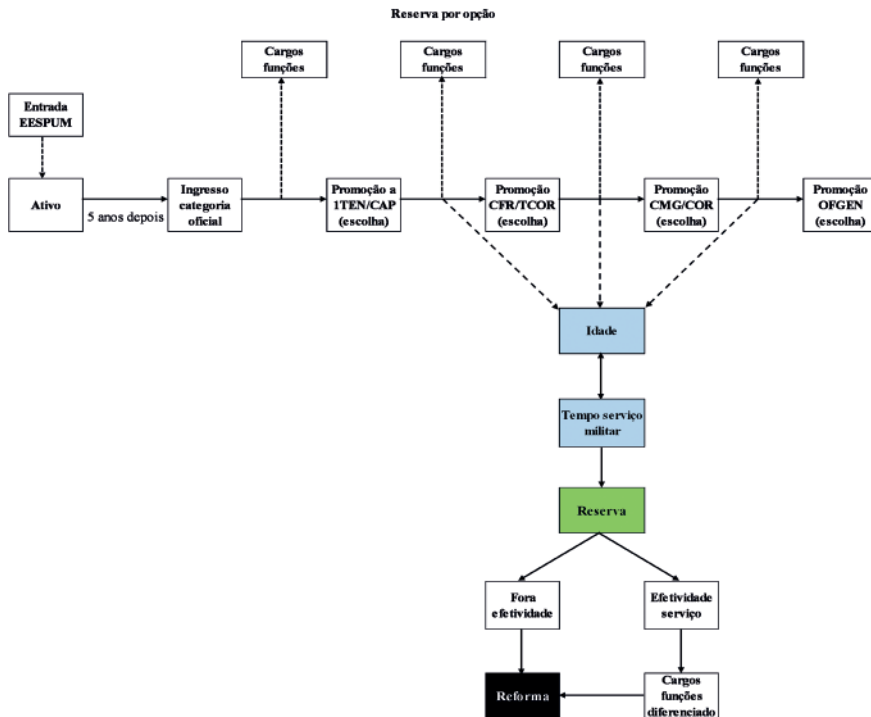 Reserva por opção
Cargos
funções
Cargos
funções
Cargos
funções
Cargos
funções
Entrada
EESPUM
Ativo
5 anos depois
Ingresso
categoria
oficial
Promoção a
1TEN/CAP
(escolha)
Promoção
CFR/TCOR
(escolha)
Promoção
CMG/COR
(escolha)
Promoção
OFGEN
(escolha)
Idade
Tempo serviço
militar
Reserva
Fora
efetividade
Efetividade
serviço
Reforma
Cargos
funções
diferenciado